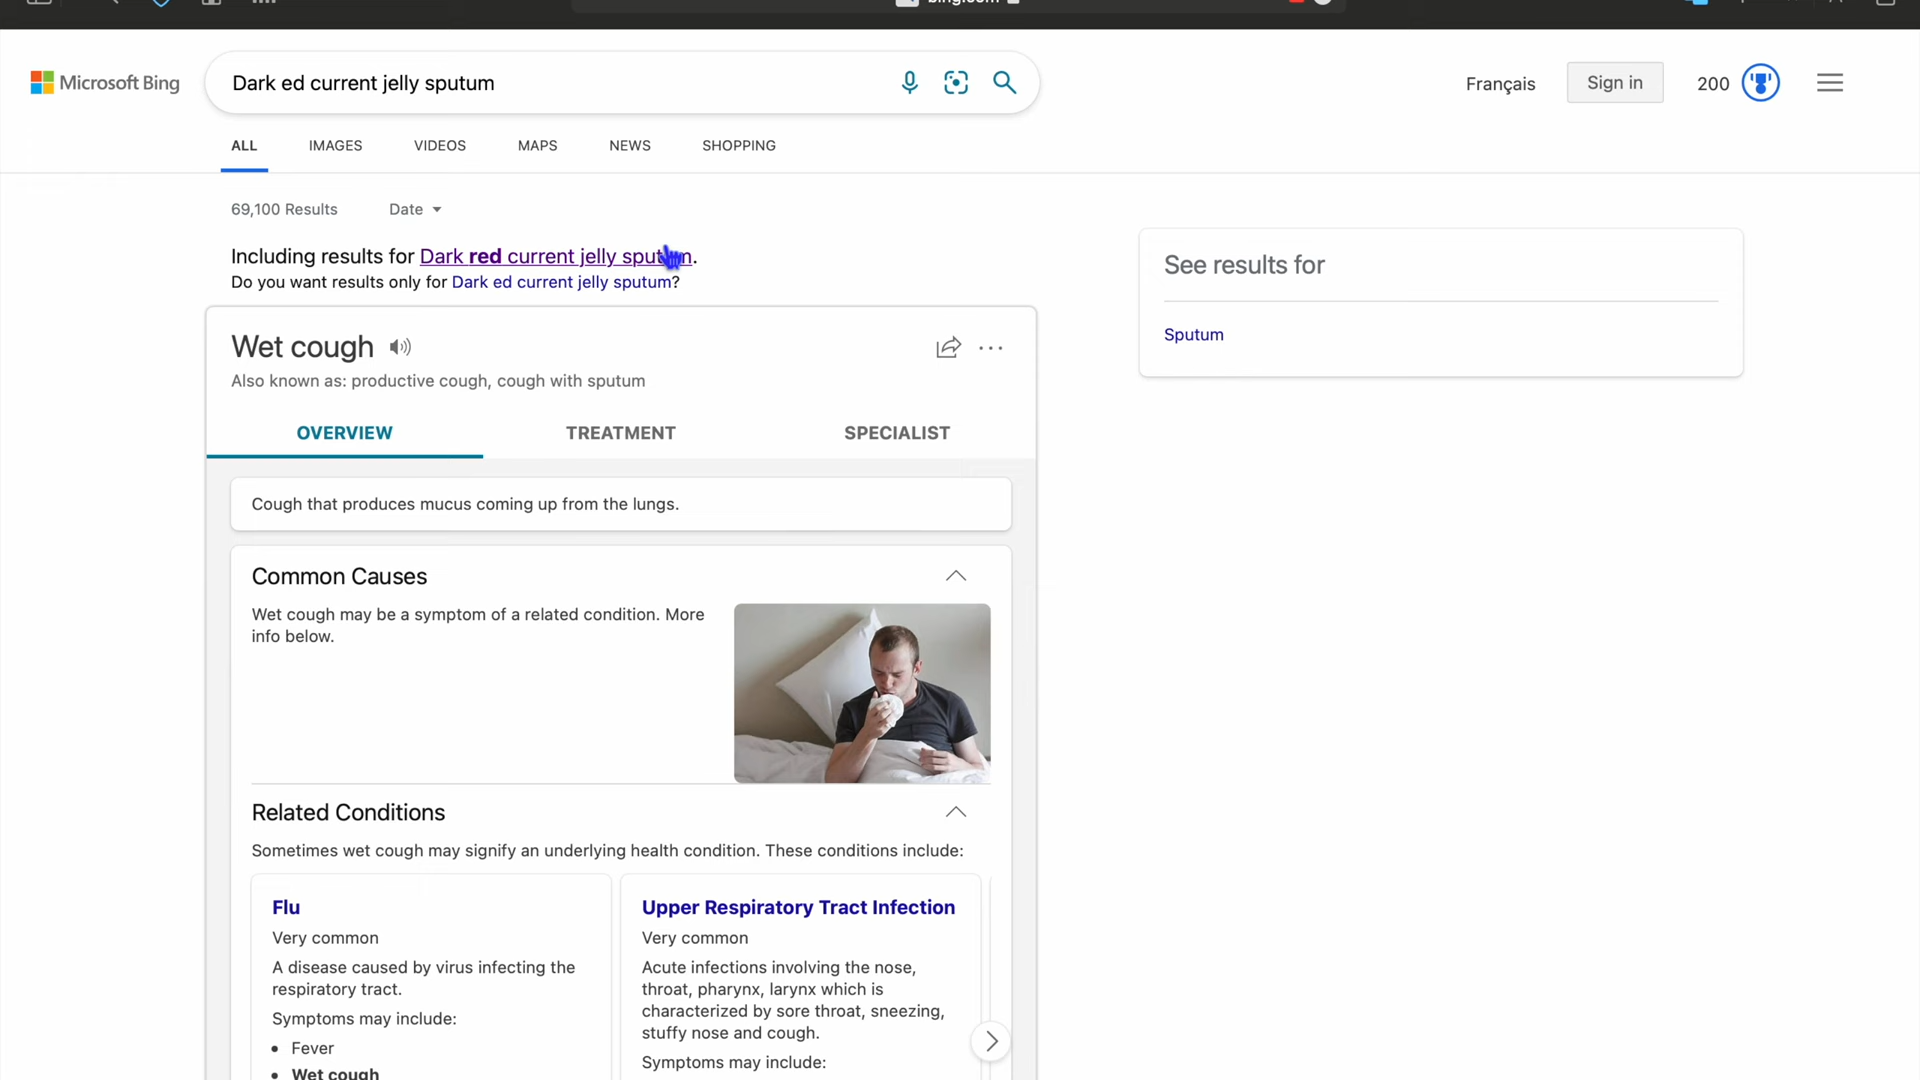 Microsoft Bing
Dark ed current jelly sputum
Français
Sign in
200
ALL
IMAGES
VIDEOS
MAPS
NEWS
SHOPPING
69,100 Results
Date
Including results for Dark red current jelly sputum.
Do you want results only for Dark ed current jelly sputum?
See results for
Sputum
Wet cough
Also known as: productive cough, cough with sputum
OVERVIEW
TREATMENT
SPECIALIST
Cough that produces mucus coming up from the lungs.
Common Causes
Wet cough may be a symptom of a related condition. More
info below.
Related Conditions
Sometimes wet cough may signify an underlying health condition. These conditions include:
Flu
Very common
A disease caused by virus infecting the
respiratory tract.
Symptoms may include:
• Fever
• Wet cough
Upper Respiratory Tract Infection
Very common
Acute infections involving the nose,
throat, pharynx, larynx which is
characterized by sore throat, sneezing,
stuffy nose and cough.
Symptoms may include: